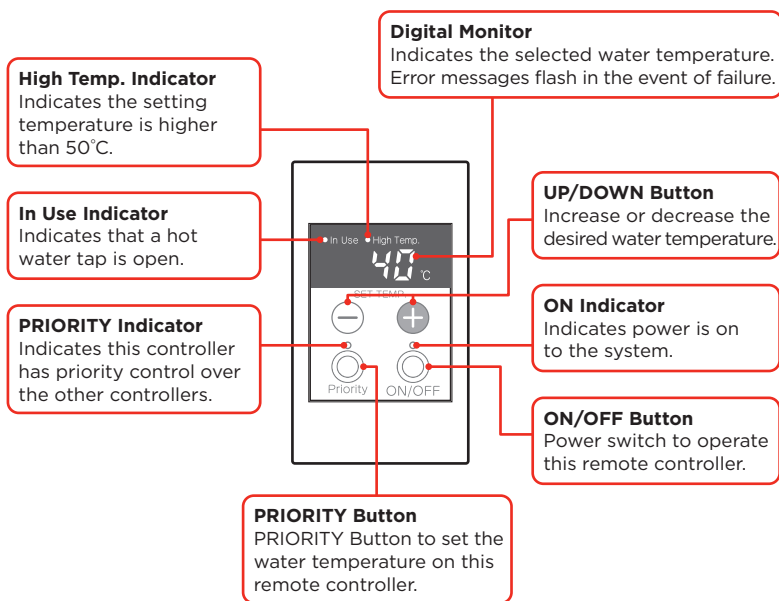 Digital Monitor
Indicates the selected water temperature.
Error messages flash in the event of failure.
High Temp. Indicator
Indicates the setting
temperature is higher
than 50°C.
In Use Indicator
Indicates that a hot
water tap is open.
PRIORITY Indicator
Indicates this controller
has priority control over
the other controllers.
In Use High Temp.
40 °C
SET TEMP.
− +
Priority ON/OFF
UP/DOWN Button
Increase or decrease the
desired water temperature.
ON Indicator
Indicates power is on
to the system.
ON/OFF Button
Power switch to operate
this remote controller.
PRIORITY Button
PRIORITY Button to set the
water temperature on this
remote controller.